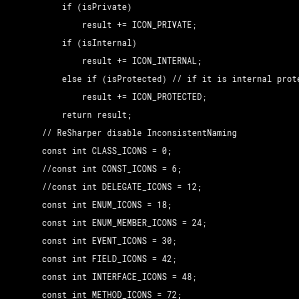 if (isPrivate)
result += ICON_PRIVATE;
if (isInternal)
result += ICON_INTERNAL;
else if (isProtected) // if it is internal prote
result += ICON_PROTECTED;
return result;
// ReSharper disable InconsistentNaming
const int CLASS_ICONS = 0;
//const int CONST_ICONS = 6;
//const int DELEGATE_ICONS = 12;
const int ENUM_ICONS = 18;
const int ENUM_MEMBER_ICONS = 24;
const int EVENT_ICONS = 30;
const int FIELD_ICONS = 42;
const int INTERFACE_ICONS = 48;
const int METHOD_ICONS = 72;